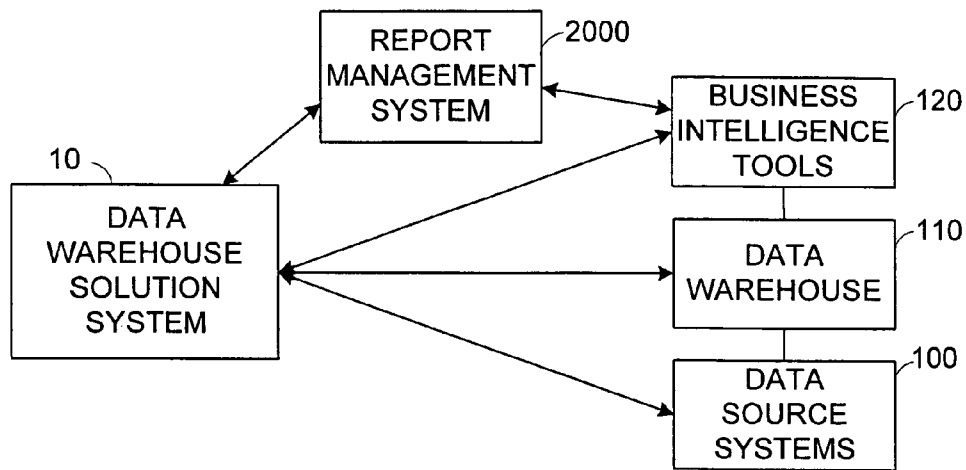 REPORT
MANAGEMENT
SYSTEM
2000
BUSINESS
INTELLIGENCE
TOOLS
120
10
DATA
WAREHOUSE
SOLUTION
SYSTEM
DATA
WAREHOUSE
110
DATA
SOURCE
SYSTEMS
100